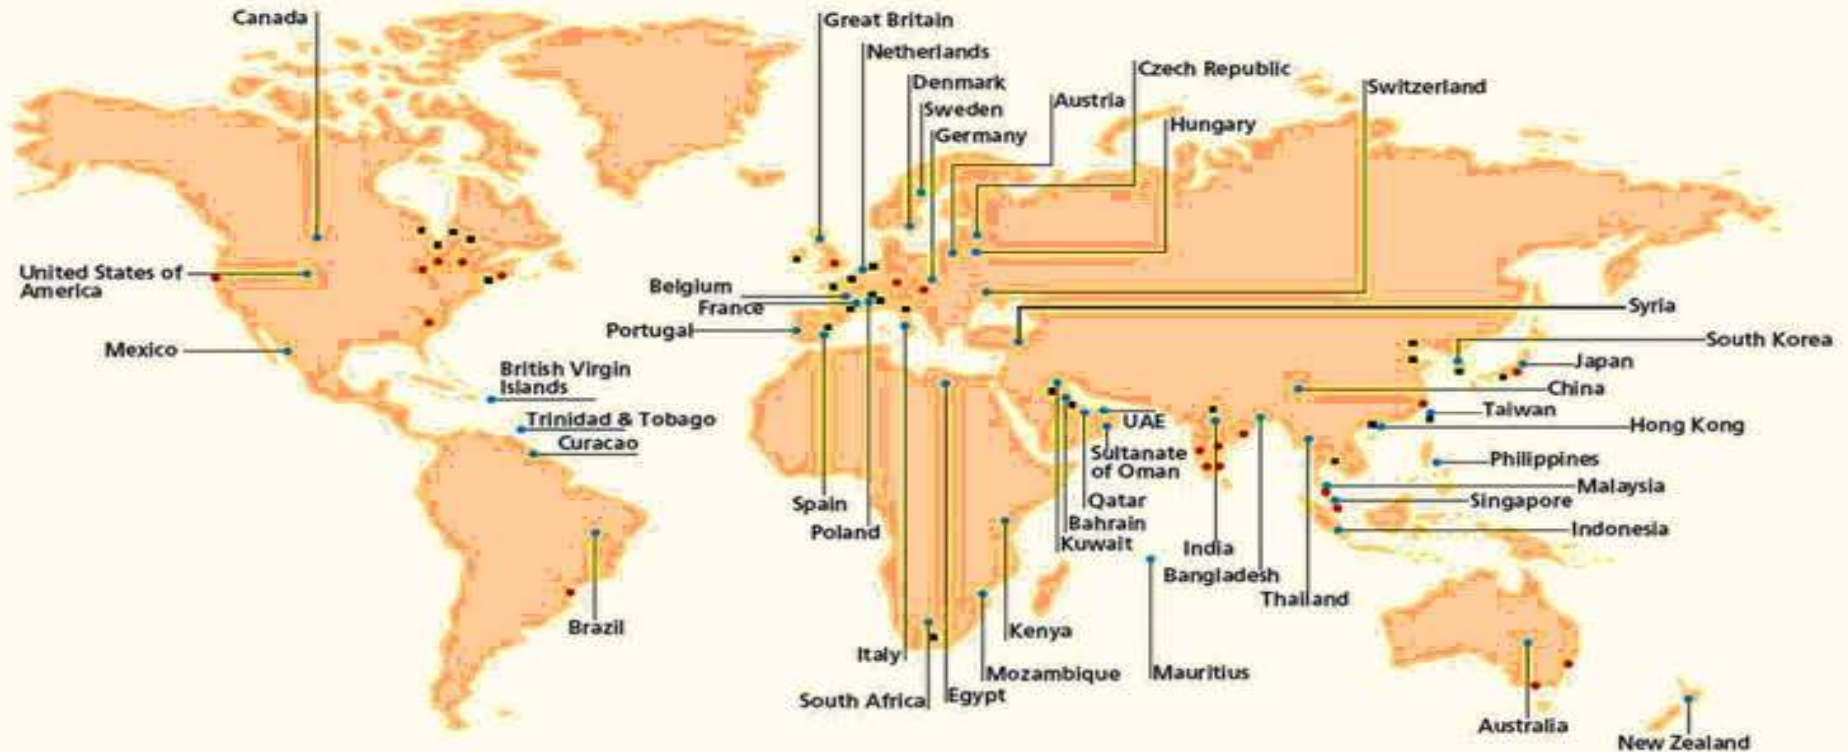 Canada
Great Britain
Netherlands
Denmark
Sweden
Germany
Austria
Czech Republic
Hungary
Switzerland
United States of
America
Mexico
British Virgin
Islands
Trinidad & Tobago
Curacao
Brazil
Belgium
France
Portugal
Spain
Poland
Italy
South Africa
Egypt
Mozambique
Kenya
Mauritius
UAE
Sultanate
of Oman
Qatar
Bahrain
Kuwait
India
Bangladesh
Thailand
Syria
South Korea
Japan
China
Taiwan
Hong Kong
Philippines
Malaysia
Singapore
Indonesia
Australia
New Zealand